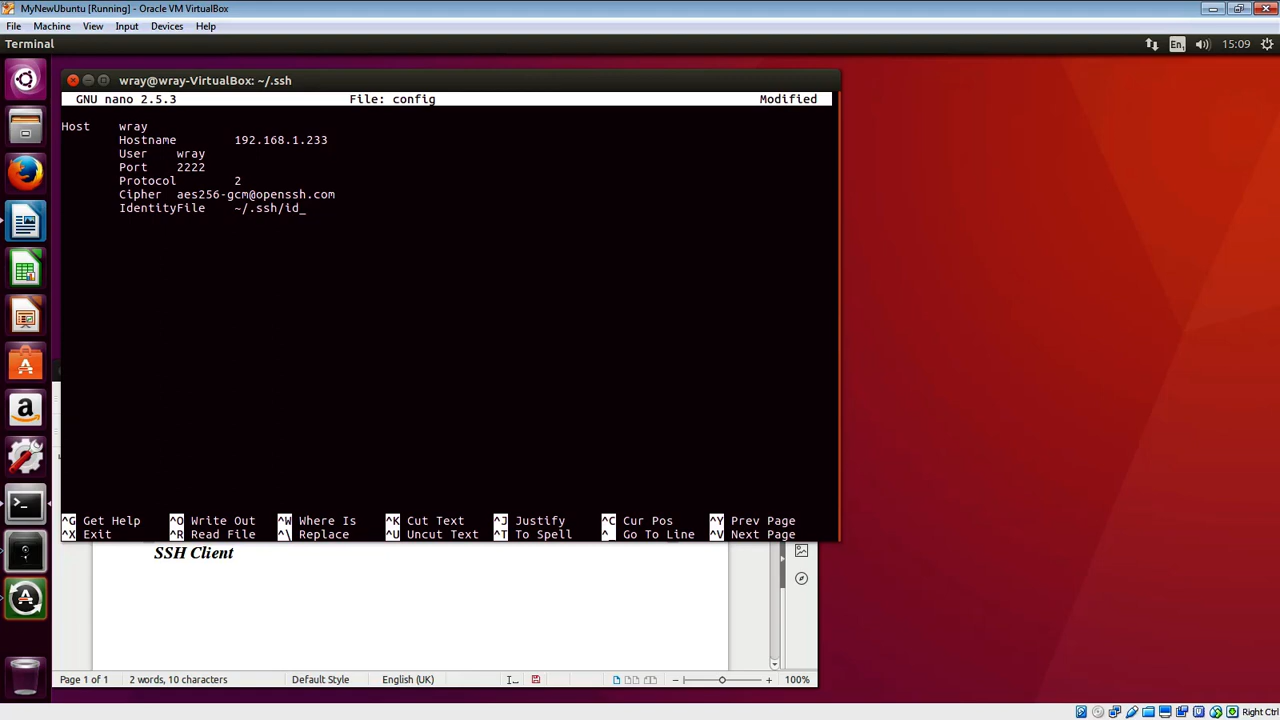 MyNewUbuntu [Running] - Oracle VM VirtualBox
File Machine View Input Devices Help
Terminal
En1 15:09
wray@wray-VirtualBox: ~/.ssh
GNU nano 2.5.3 File: config Modified
Host wray
Hostname 192.168.1.233
User wray
Port 2222
Protocol 2
Cipher aes256-gcm@openssh.com
IdentityFile ~/.ssh/id_
^G Get Help ^O Write Out ^W Where Is ^K Cut Text ^J Justify ^C Cur Pos ^Y Prev Page
^X Exit ^R Read File ^\ Replace ^U Uncut Text ^T To Spell ^_ Go To Line ^V Next Page
SSH Client
Page 1 of 1 2 words, 10 characters Default Style English (UK) 100%
Right Ctrl